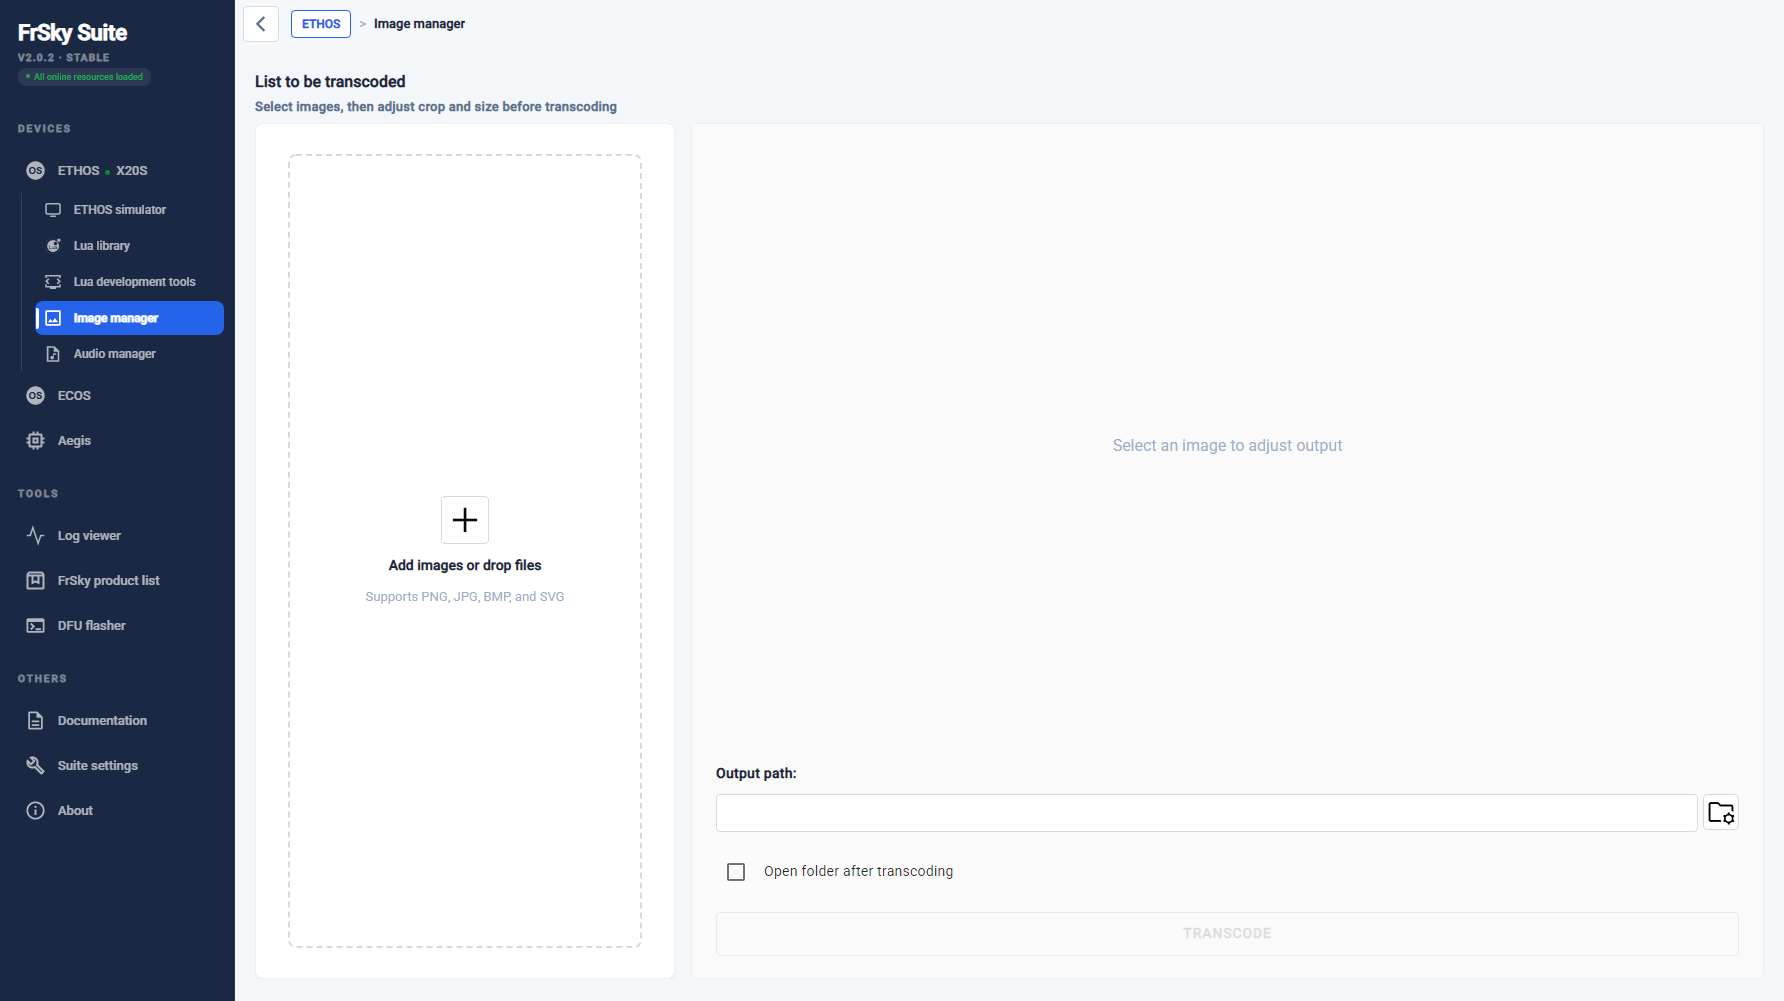 FrSky Suite
V2.0.2 · STABLE
All online resources loaded
DEVICES
ETHOS X20S
ETHOS simulator
Lua library
Lua development tools
Image manager
Audio manager
ECOS
Aegis
TOOLS
Log viewer
FrSky product list
DFU flasher
OTHERS
Documentation
Suite settings
About
ETHOS > Image manager
List to be transcoded
Select images, then adjust crop and size before transcoding
Add images or drop files
Supports PNG, JPG, BMP, and SVG
Select an image to adjust output
Output path:
Open folder after transcoding
TRANSCODE